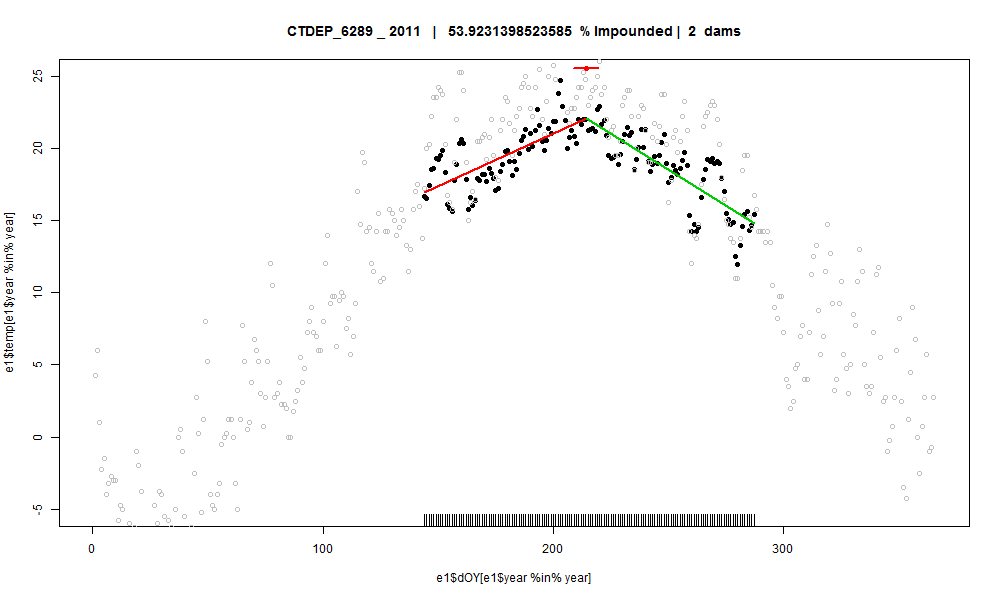 CTDEP_6289 _ 2011 | 53.9231398523585 % Impounded | 2 dams
25
20
15
10
5
0
-5
e1$temp[e1$year %in% year]
0 100 200 300
e1$dOY[e1$year %in% year]